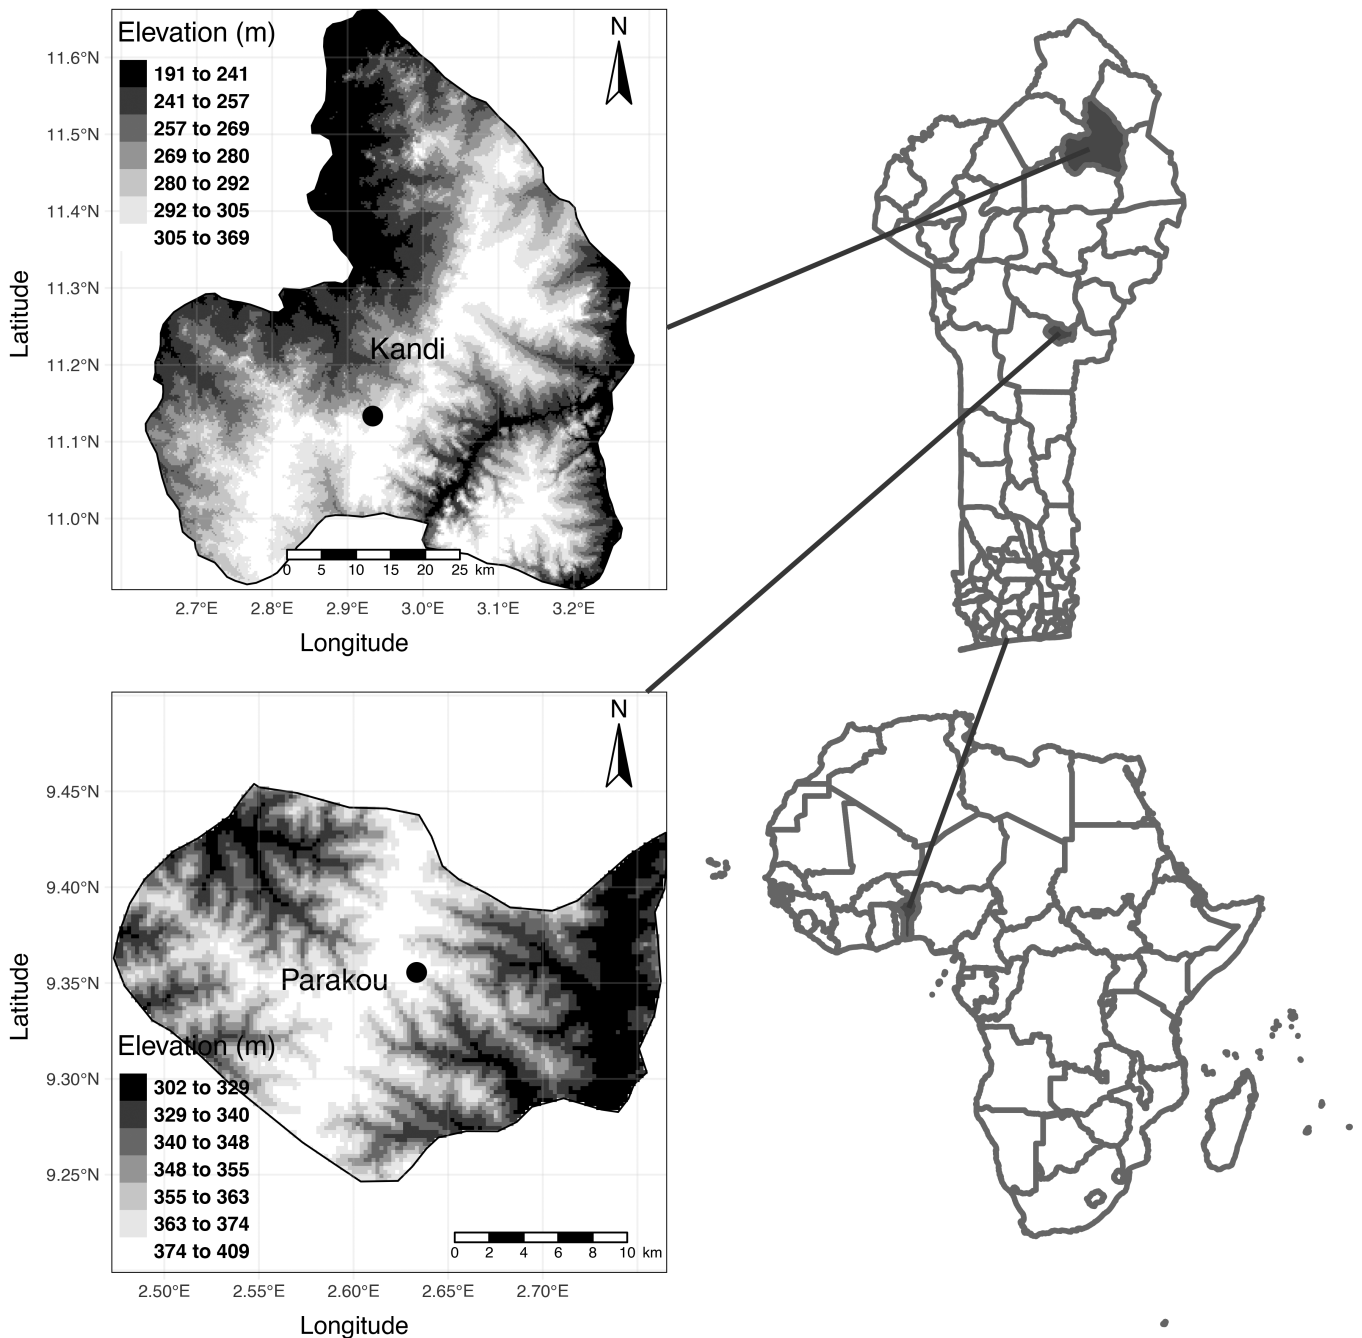 Elevation (m)
191 to 241
241 to 257
257 to 269
269 to 280
280 to 292
292 to 305
305 to 369
N
11.6°N
11.5°N
11.4°N
11.3°N
11.2°N
11.1°N
11.0°N
Latitude
Kandi
0 5 10 15 20 25 km
2.7°E 2.8°E 2.9°E 3.0°E 3.1°E 3.2°E
Longitude
N
9.45°N
9.40°N
9.35°N
9.30°N
9.25°N
Latitude
Parakou
Elevation (m)
302 to 329
329 to 340
340 to 348
348 to 355
355 to 363
363 to 374
374 to 409
0 2 4 6 8 10 km
2.50°E 2.55°E 2.60°E 2.65°E 2.70°E
Longitude